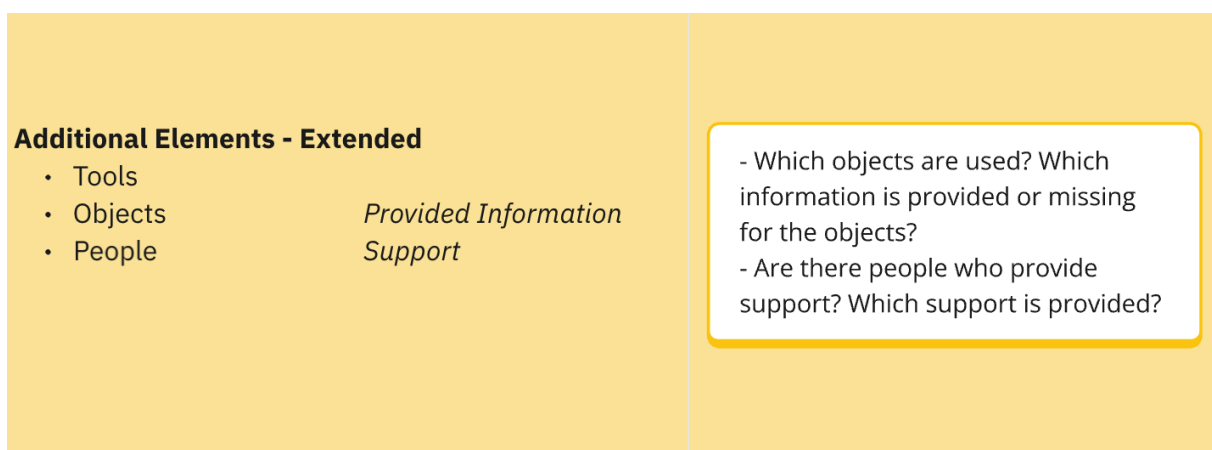 Additional Elements - Extended
• Tools
• Objects Provided Information
• People Support
- Which objects are used? Which
information is provided or missing
for the objects?
- Are there people who provide
support? Which support is provided?